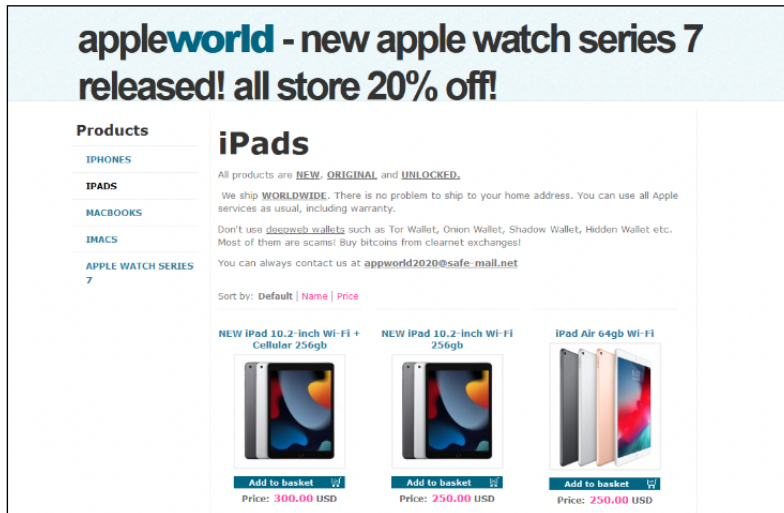 appleworld - new apple watch series 7
released! all store 20% off!
Products
IPHONES
IPADS
MACBOOKS
IMACS
APPLE WATCH SERIES
7
iPads
All products are NEW, ORIGINAL and UNLOCKED.
We ship WORLDWIDE. There is no problem to ship to your home address. You can use all Apple
services as usual, including warranty.
Don't use deepweb wallets such as Tor Wallet, Onion Wallet, Shadow Wallet, Hidden Wallet etc.
Most of them are scams! Buy bitcoins from clearnet exchanges!
You can always contact us at appworld2020@safe-mail.net
Sort by: Default | Name | Price
NEW iPad 10.2-inch Wi-Fi +
Cellular 256gb
Add to basket
Price: 300.00 USD
NEW iPad 10.2-inch Wi-Fi
256gb
Add to basket
Price: 250.00 USD
iPad Air 64gb Wi-Fi
Add to basket
Price: 250.00 USD